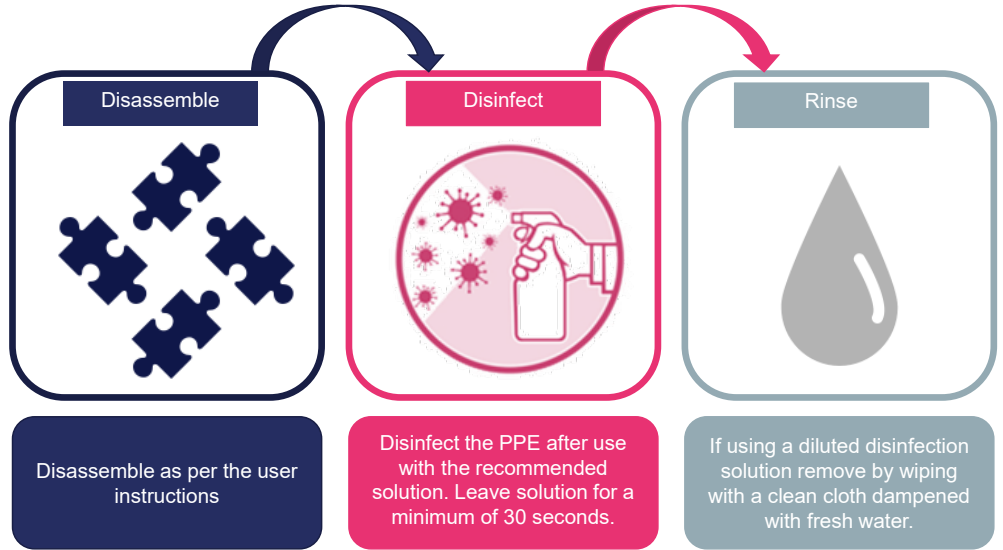 Disassemble
Disinfect
Rinse
Disassemble as per the user
instructions
Disinfect the PPE after use
with the recommended
solution. Leave solution for a
minimum of 30 seconds.
If using a diluted disinfection
solution remove by wiping
with a clean cloth dampened
with fresh water.